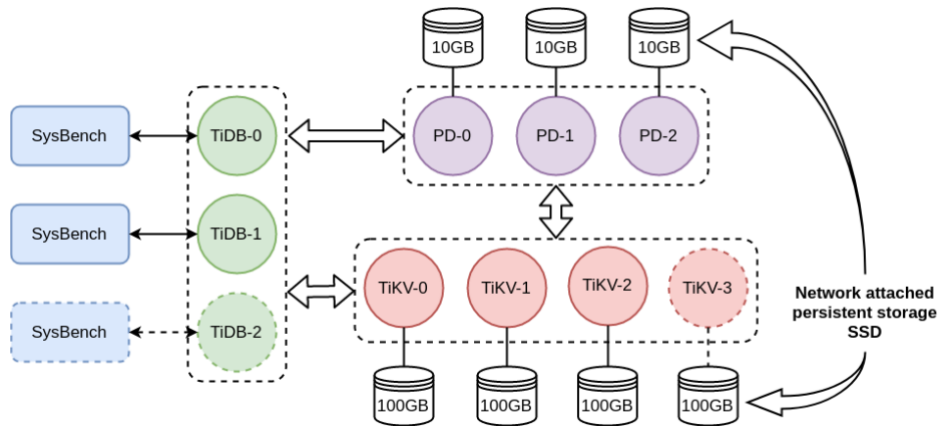 10GB
10GB
10GB
SysBench
TiDB-0
PD-0
PD-1
PD-2
SysBench
TiDB-1
SysBench
TiDB-2
TiKV-0
TiKV-1
TiKV-2
TiKV-3
Network attached
persistent storage
SSD
100GB
100GB
100GB
100GB